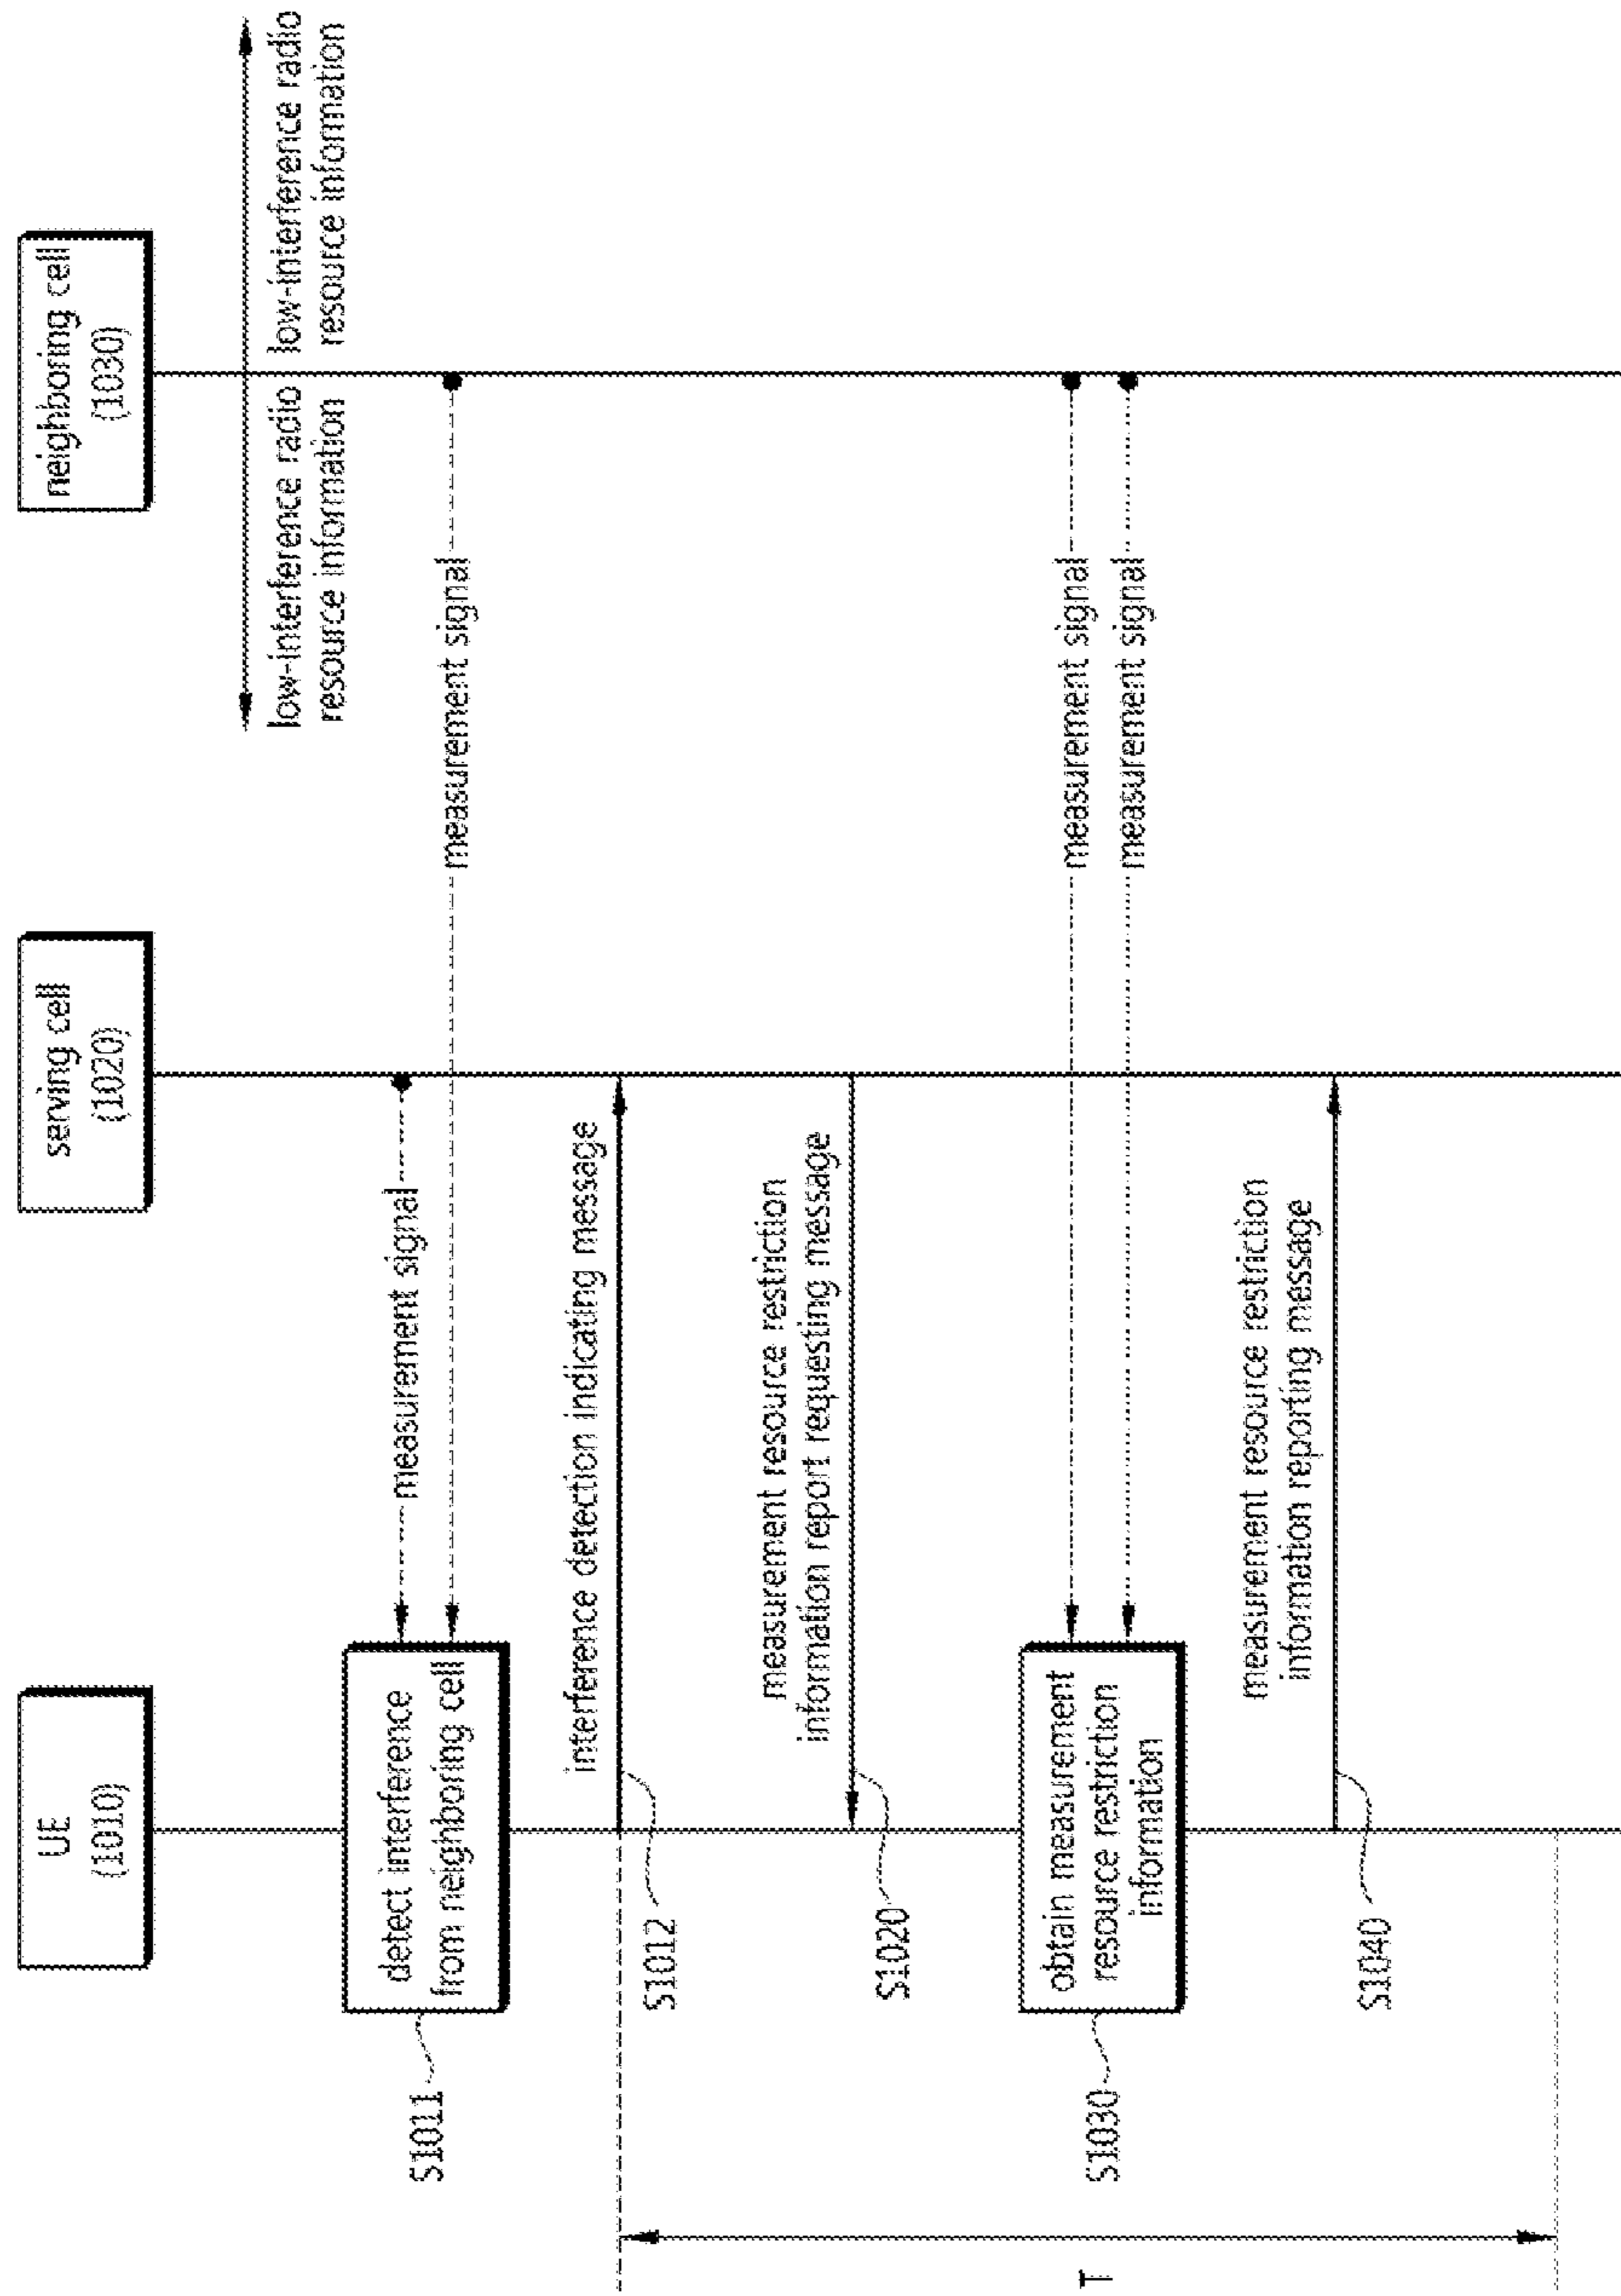 UE
(1010)
serving cell
(1020)
neighboring cell
(1030)
low-interference radio
resource information
low-interference radio
resource information
detect interference
from neighboring cell
S1011
measurement signal
measurement signal
interference detection indicating message
S1012
measurement resource restriction
information report requesting message
S1020
obtain measurement
resource restriction
information
S1030
measurement signal
measurement signal
measurement resource restriction
information reporting message
S1040
T